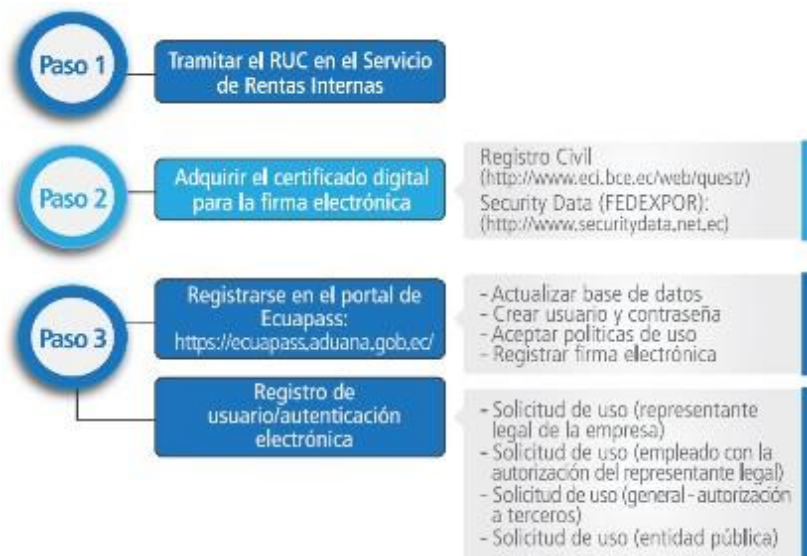 Paso 1
Tramitar el RUC en el Servicio
de Rentas Internas
Paso 2
Adquirir el certificado digital
para la firma electrónica
Registro Civil
(http://www.eci.bce.ec/web/quest/)
Security Data (FEDEXPOR):
(http://www.securitydata.net.ec)
Paso 3
Registrarse en el portal de
Ecuapass:
https://ecuapass.aduana.gob.ec/
- Actualizar base de datos
- Crear usuario y contraseña
- Aceptar políticas de uso
- Registrar firma electrónica
Registro de
usuario/autenticación
electrónica
- Solicitud de uso (representante
legal de la empresa)
- Solicitud de uso (empleado con la
autorización del representante legal)
- Solicitud de uso (general - autorización
a terceros)
- Solicitud de uso (entidad pública)